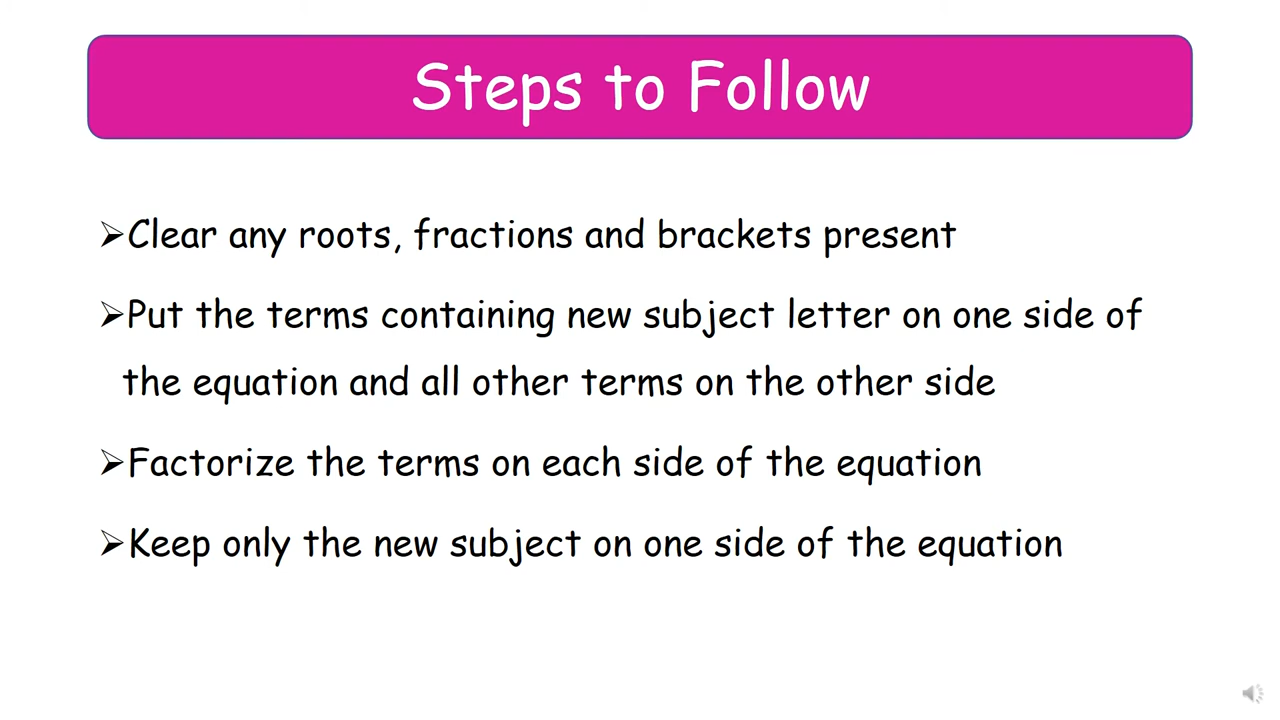 Steps to Follow
➢Clear any roots, fractions and brackets present
➢Put the terms containing new subject letter on one side of
the equation and all other terms on the other side
➢Factorize the terms on each side of the equation
➢Keep only the new subject on one side of the equation